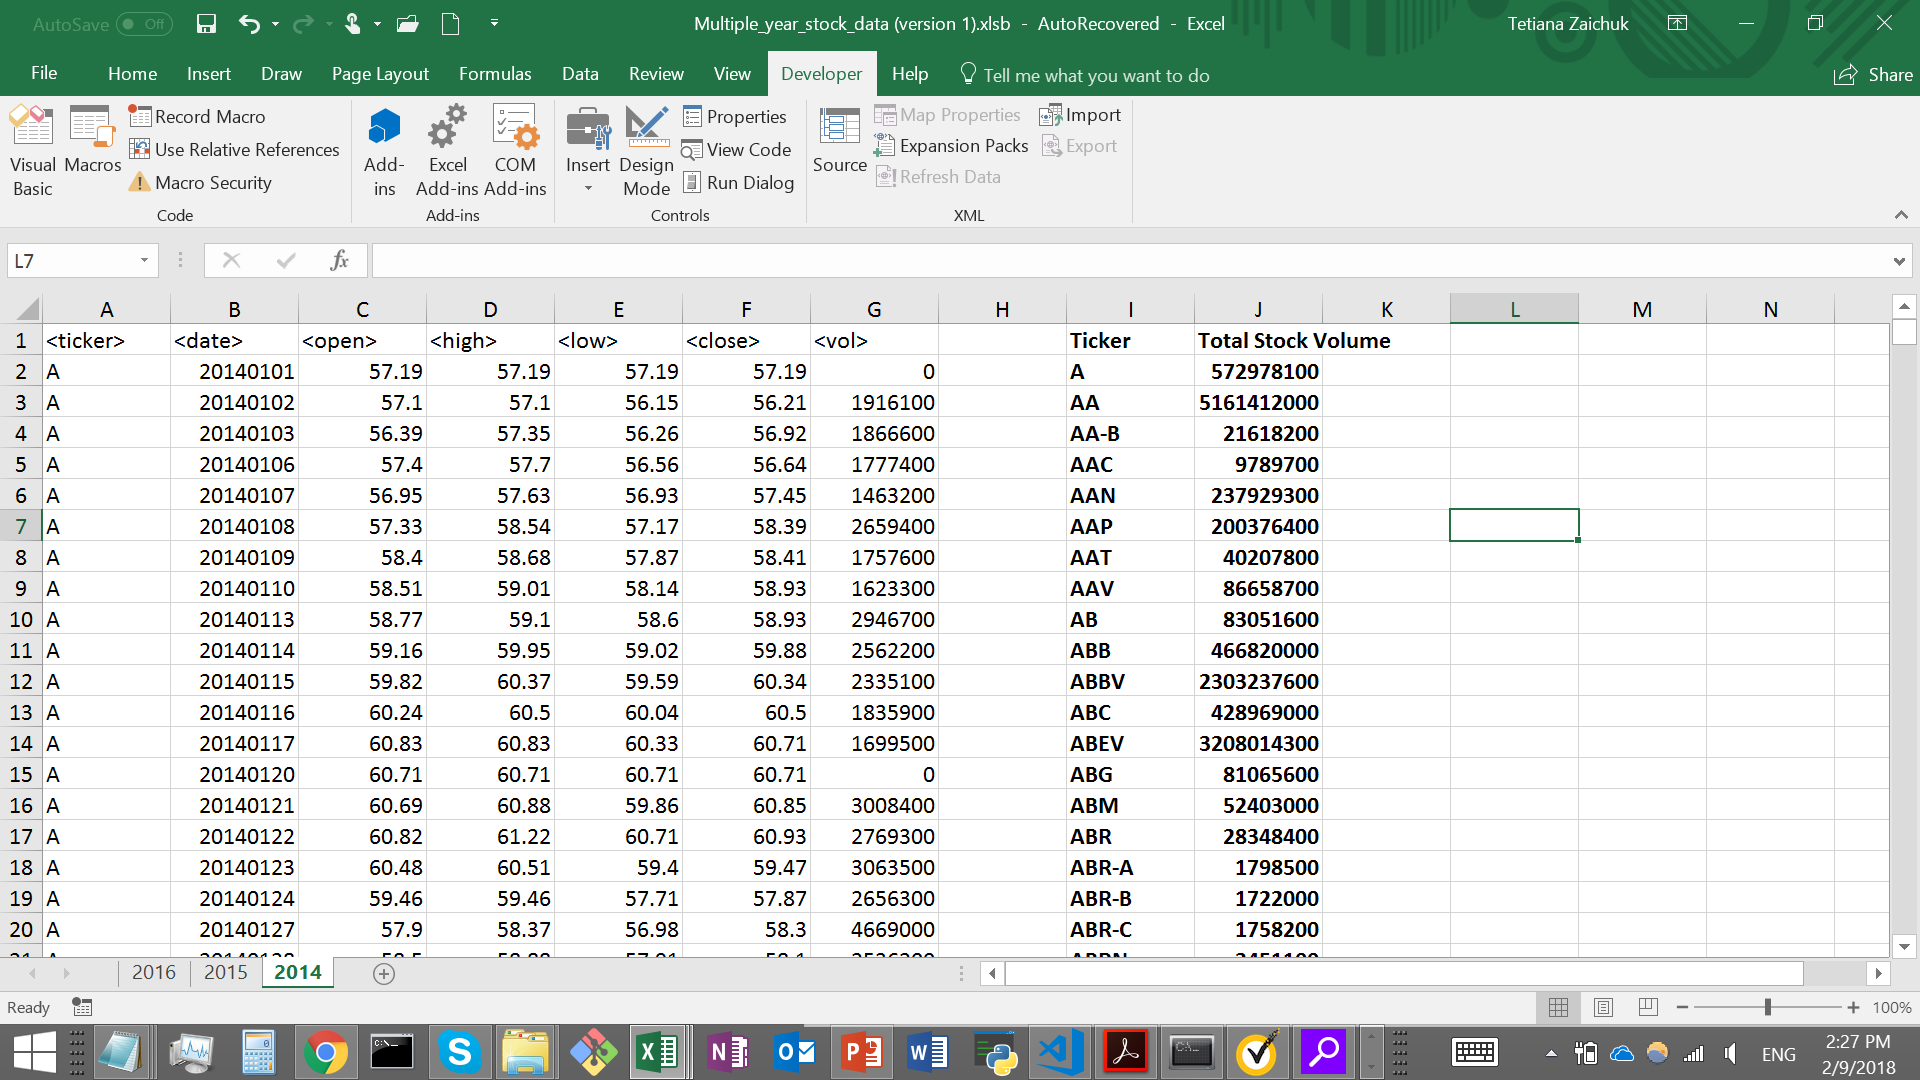 AutoSave Off Multiple_year_stock_data (version 1).xlsb - AutoRecovered - Excel Tetiana Zaichuk
File Home Insert Draw Page Layout Formulas Data Review View Developer Help Tell me what you want to do Share
Visual Basic
Macros
Record Macro
Use Relative References
Macro Security
Code
Add-ins
Excel Add-ins
COM Add-ins
Add-ins
Insert
Design Mode
Properties
View Code
Run Dialog
Controls
Source
Map Properties
Expansion Packs
Refresh Data
Import
Export
XML
L7 fx
A B C D E F G H I J K L M N
1 <ticker> <date> <open> <high> <low> <close> <vol> Ticker Total Stock Volume
2 A 20140101 57.19 57.19 57.19 57.19 0 A 572978100
3 A 20140102 57.1 57.1 56.15 56.21 1916100 AA 5161412000
4 A 20140103 56.39 57.35 56.26 56.92 1866600 AA-B 21618200
5 A 20140106 57.4 57.7 56.56 56.64 1777400 AAC 9789700
6 A 20140107 56.95 57.63 56.93 57.45 1463200 AAN 237929300
7 A 20140108 57.33 58.54 57.17 58.39 2659400 AAP 200376400
8 A 20140109 58.4 58.68 57.87 58.41 1757600 AAT 40207800
9 A 20140110 58.51 59.01 58.14 58.93 1623300 AAV 86658700
10 A 20140113 58.77 59.1 58.6 58.93 2946700 AB 83051600
11 A 20140114 59.16 59.95 59.02 59.88 2562200 ABB 466820000
12 A 20140115 59.82 60.37 59.59 60.34 2335100 ABBV 2303237600
13 A 20140116 60.24 60.5 60.04 60.5 1835900 ABC 428969000
14 A 20140117 60.83 60.83 60.33 60.71 1699500 ABEV 3208014300
15 A 20140120 60.71 60.71 60.71 60.71 0 ABG 81065600
16 A 20140121 60.69 60.88 59.86 60.85 3008400 ABM 52403000
17 A 20140122 60.82 61.22 60.71 60.93 2769300 ABR 28348400
18 A 20140123 60.48 60.51 59.4 59.47 3063500 ABR-A 1798500
19 A 20140124 59.46 59.46 57.71 57.87 2656300 ABR-B 1722000
20 A 20140127 57.9 58.37 56.98 58.3 4669000 ABR-C 1758200
2016 2015 2014
Ready 100%
ENG 2:27 PM
2/9/2018